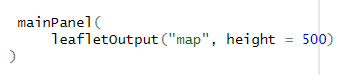 mainPanel(
leafletOutput("map", height = 500)
)